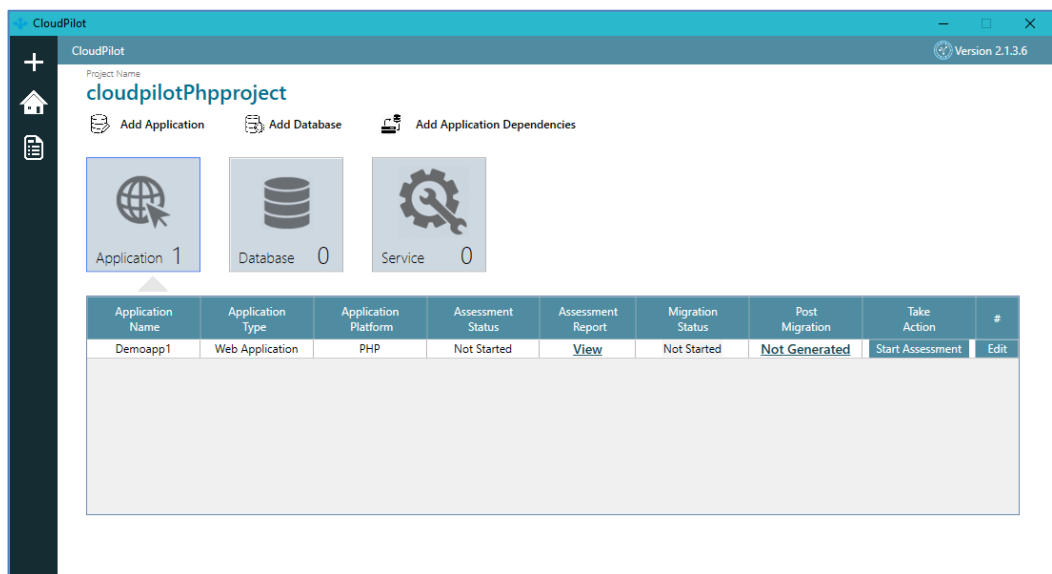 CloudPilot
CloudPilot
Version 2.1.3.6
Project Name
cloudpilotPhpproject
Add Application Add Database Add Application Dependencies
Application 1
Database 0
Service 0
Application Name Application Type Application Platform Assessment Status Assessment Report Migration Status Post Migration Take Action #
Demoapp1 Web Application PHP Not Started View Not Started Not Generated Start Assessment Edit